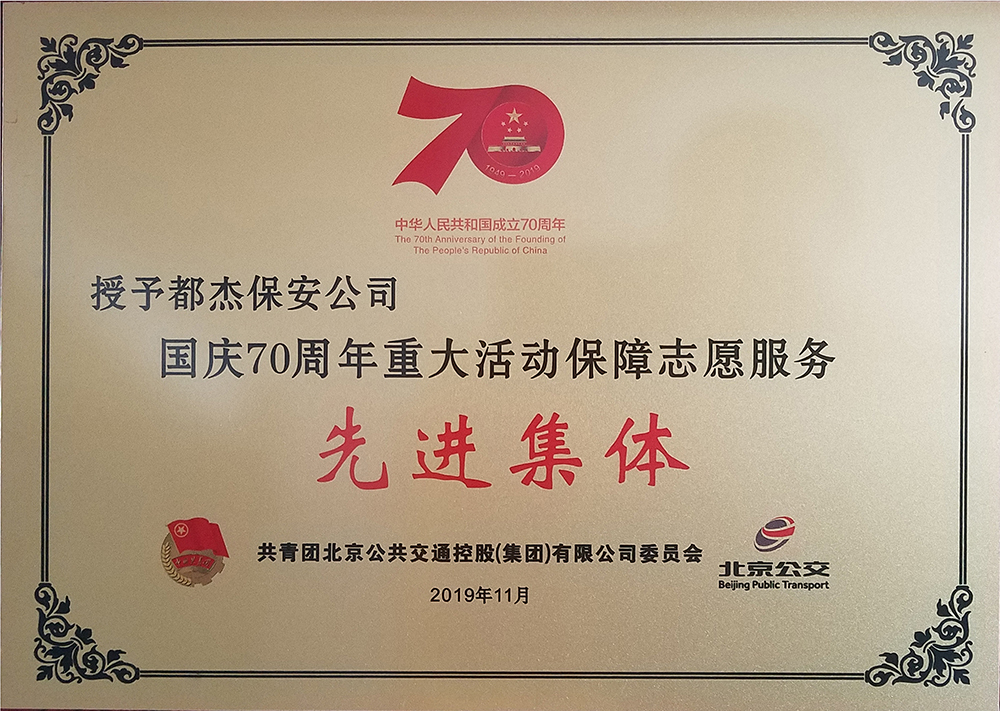 70
1949—2019
中华人民共和国成立70周年
The 70th Anniversary of the Founding of
The People's Republic of China
授予都杰保安公司
国庆70周年重大活动保障志愿服务
先进集体
共青团北京公共交通控股(集团)有限公司委员会
北京公交
Beijing Public Transport
2019年11月